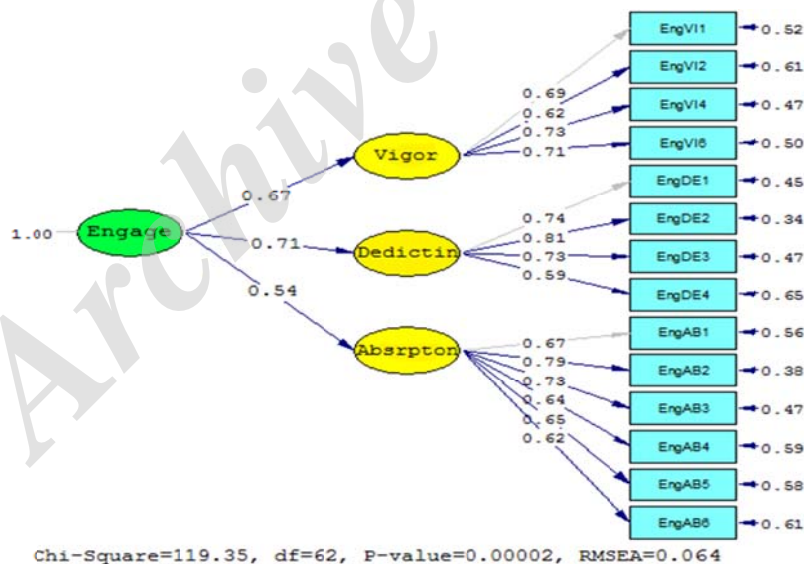 EngVI1
0.52
EngVI2
0.61
0.69
0.62
EngVI4
0.47
0.73
Vigor
0.71
EngVI6
0.50
EngDE1
0.45
0.67
0.74
EngDE2
0.34
1.00
Engage
0.81
0.71
Dedictin
0.73
EngDE3
0.47
0.59
0.54
EngDE4
0.65
EngAB1
0.56
0.67
Absrpton
0.79
EngAB2
0.38
0.73
0.64
EngAB3
0.47
0.65
0.62
EngAB4
0.59
EngAB5
0.58
EngAB6
0.61
Chi-Square=119.35, df=62, P-value=0.00002, RMSEA=0.064
Archive